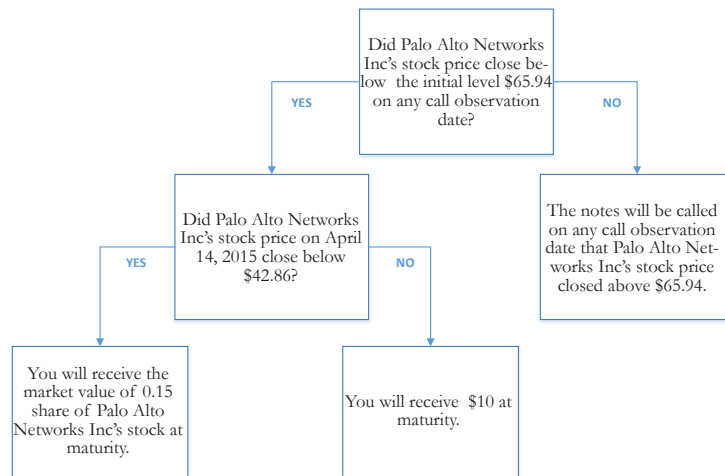 Did Palo Alto Networks
Inc's stock price close be-
low the initial level $65.94
on any call observation
date?
YES
NO
Did Palo Alto Networks
Inc's stock price on April
14, 2015 close below
$42.86?
The notes will be called
on any call observation
date that Palo Alto Net-
works Inc's stock price
closed above $65.94.
YES
NO
You will receive the
market value of 0.15
share of Palo Alto
Networks Inc's stock at
maturity.
You will receive $10 at
maturity.